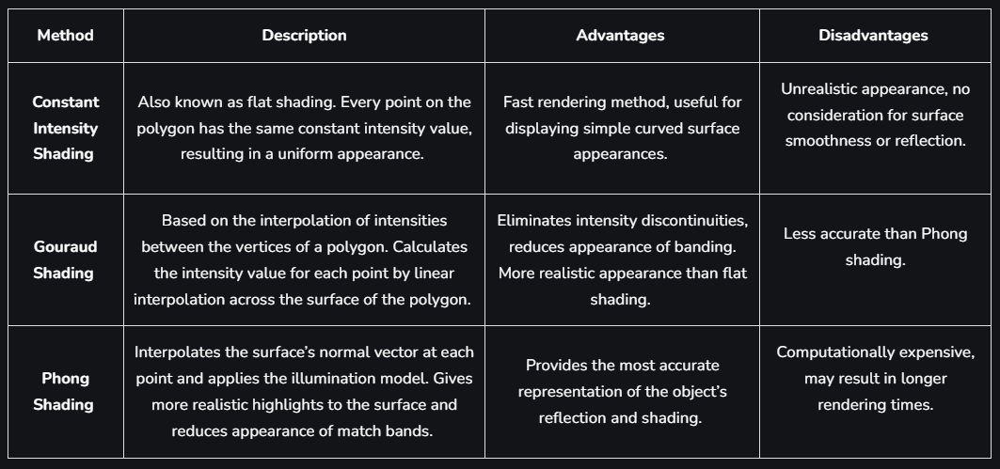 Method
Description
Advantages
Disadvantages
Constant
Intensity
Shading
Also known as flat shading. Every point on the
polygon has the same constant intensity value,
resulting in a uniform appearance.
Fast rendering method, useful for
displaying simple curved surface
appearances.
Unrealistic appearance, no
consideration for surface
smoothness or reflection.
Gouraud
Shading
Based on the interpolation of intensities
between the vertices of a polygon. Calculates
the intensity value for each point by linear
interpolation across the surface of the polygon.
Eliminates intensity discontinuities,
reduces appearance of banding.
More realistic appearance than flat
shading.
Less accurate than Phong
shading.
Phong
Shading
Interpolates the surface’s normal vector at each
point and applies the illumination model. Gives
more realistic highlights to the surface and
reduces appearance of match bands.
Provides the most accurate
representation of the object’s
reflection and shading.
Computationally expensive,
may result in longer
rendering times.